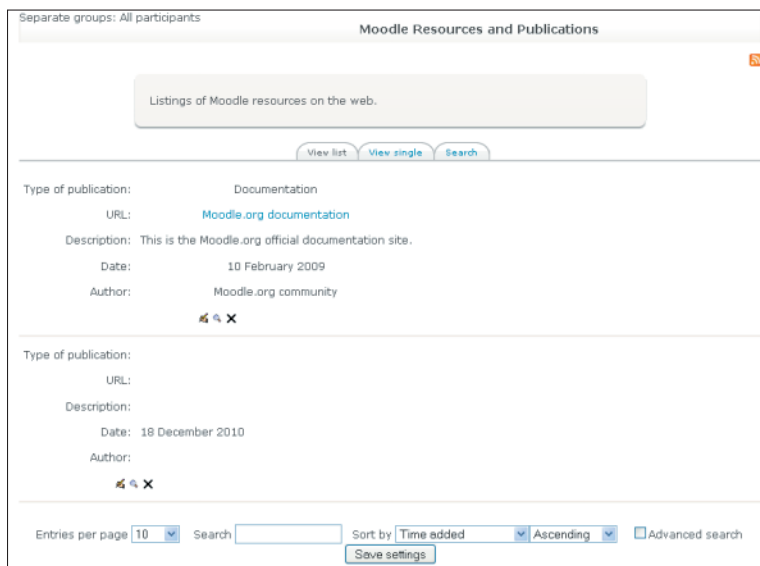 Separate groups: All participants
Moodle Resources and Publications
Listings of Moodle resources on the web.
View list View single Search
Type of publication: Documentation
URL: Moodle.org documentation
Description: This is the Moodle.org official documentation site.
Date: 10 February 2009
Author: Moodle.org community
Type of publication:
URL:
Description:
Date: 18 December 2010
Author:
Entries per page 10 Search Sort by Time added Ascending Advanced search
Save settings